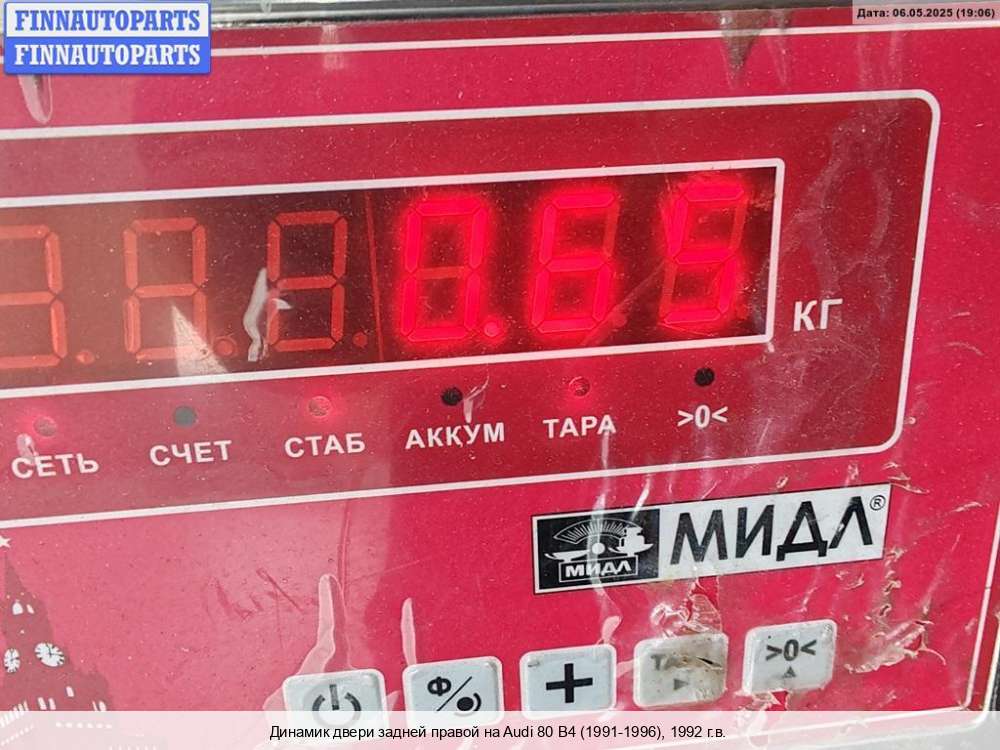 FINNAUTOPARTS
FINNAUTOPARTS
Дата: 06.05.2025 (19:06)
0.65
КГ
СЕТЬ СЧЕТ СТАБ АККУМ ТАРА >0<
МИДЛ МИДЛ®
Ф >0<
Динамик двери задней правой на Audi 80 B4 (1991-1996), 1992 г.в.